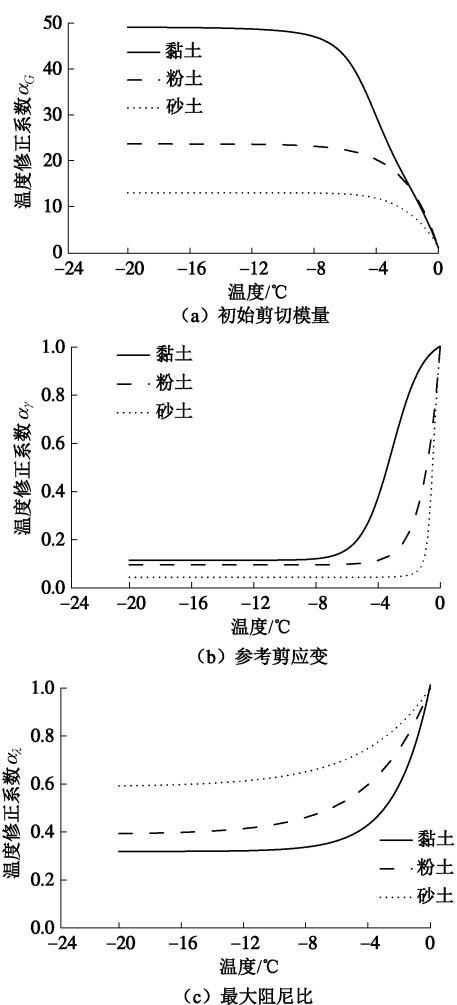 50
40
30
20
10
0
温度修正系数αG
黏土
粉土
砂土
−24 −20 −16 −12 −8 −4 0
温度/℃
(a) 初始剪切模量
1.0
0.8
0.6
0.4
0.2
0.0
温度修正系数αγ
黏土
粉土
砂土
−24 −20 −16 −12 −8 −4 0
温度/℃
(b) 参考剪应变
1.0
0.8
0.6
0.4
0.2
0.0
温度修正系数αλ
黏土
粉土
砂土
−24 −20 −16 −12 −8 −4 0
温度/℃
(c) 最大阻尼比